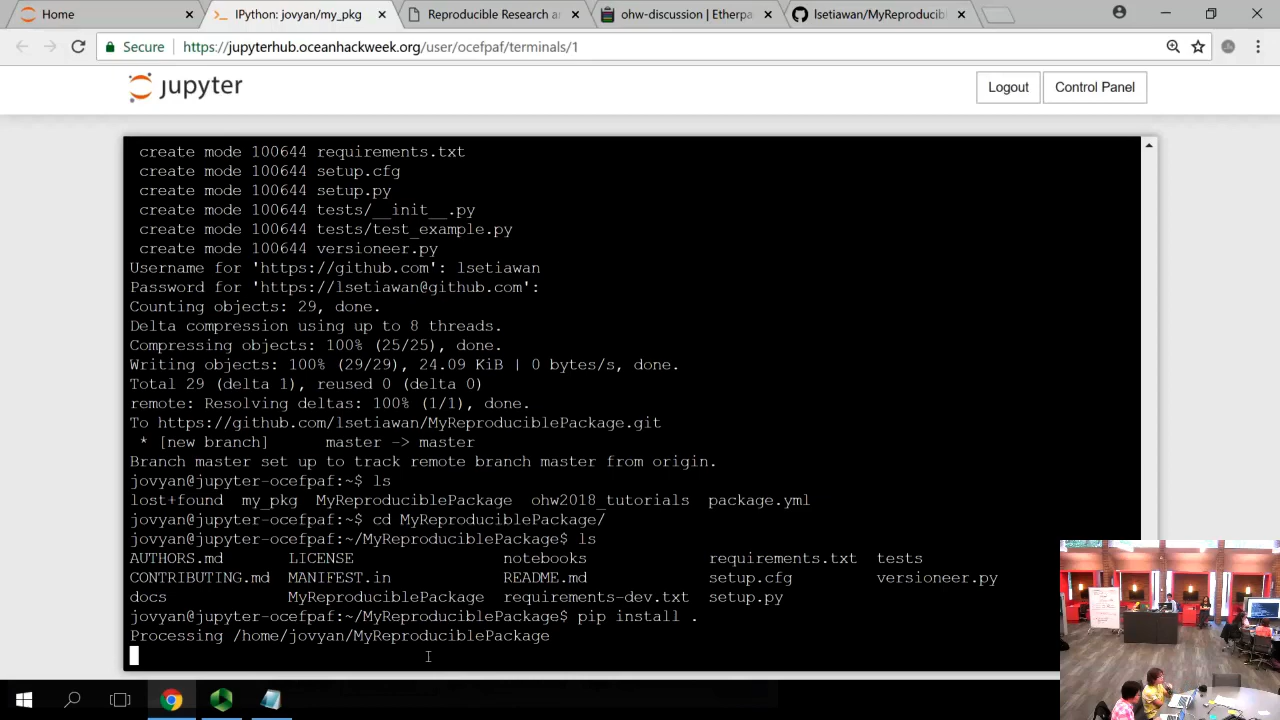 Home
IPython: jovyan/my_pkg
Reproducible Research a
ohw-discussion | Etherpa
lsetiawan/MyReproducib
Secure
https://jupyterhub.oceanhackweek.org/user/ocefpaf/terminals/1
jupyter
Logout
Control Panel
create mode 100644 requirements.txt
create mode 100644 setup.cfg
create mode 100644 setup.py
create mode 100644 tests/__init__.py
create mode 100644 tests/test_example.py
create mode 100644 versioneer.py
Username for 'https://github.com': lsetiawan
Password for 'https://lsetiawan@github.com':
Counting objects: 29, done.
Delta compression using up to 8 threads.
Compressing objects: 100% (25/25), done.
Writing objects: 100% (29/29), 24.09 KiB | 0 bytes/s, done.
Total 29 (delta 1), reused 0 (delta 0)
remote: Resolving deltas: 100% (1/1), done.
To https://github.com/lsetiawan/MyReproduciblePackage.git
* [new branch]      master -> master
Branch master set up to track remote branch master from origin.
jovyan@jupyter-ocefpaf:~$ ls
lost+found  my_pkg  MyReproduciblePackage  ohw2018_tutorials  package.yml
jovyan@jupyter-ocefpaf:~$ cd MyReproduciblePackage/
jovyan@jupyter-ocefpaf:~/MyReproduciblePackage$ ls
AUTHORS.md       LICENSE                notebooks             requirements.txt  tests
CONTRIBUTING.md  MANIFEST.in            README.md             setup.cfg         versioneer.py
docs             MyReproduciblePackage  requirements-dev.txt  setup.py
jovyan@jupyter-ocefpaf:~/MyReproduciblePackage$ pip install .
Processing /home/jovyan/MyReproduciblePackage